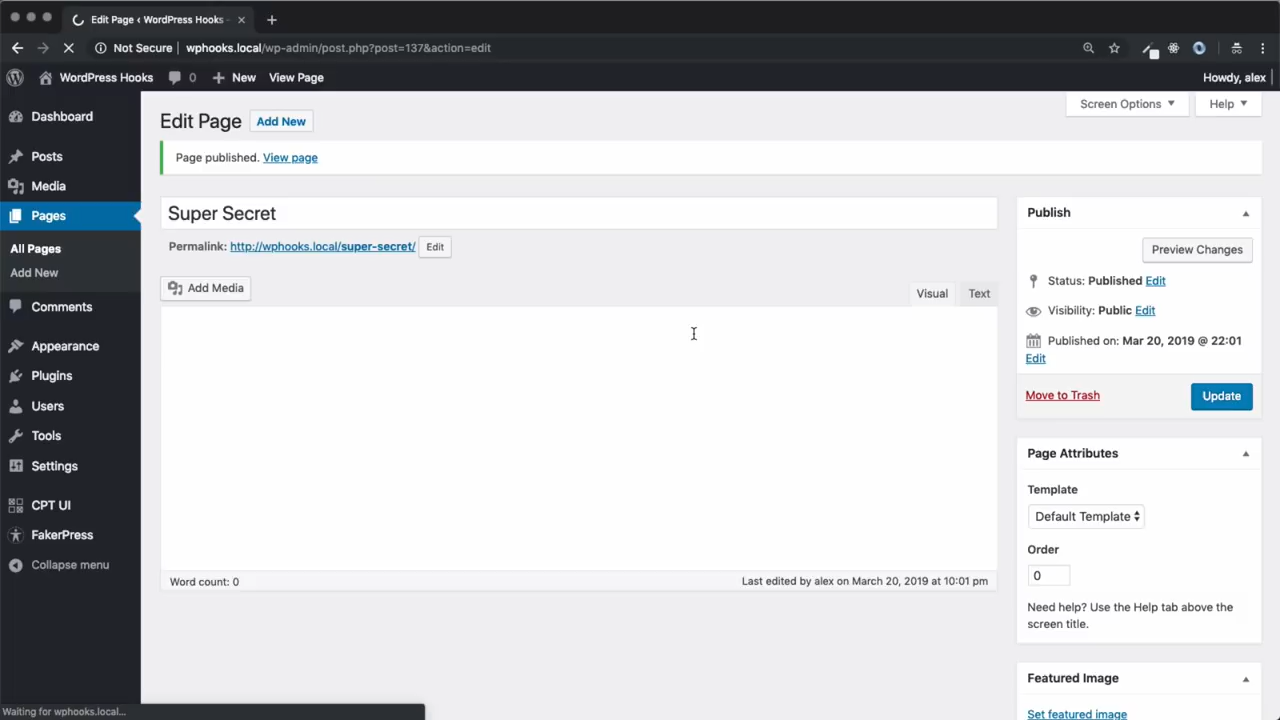 Edit Page ‹ WordPress Hooks -
Not Secure | wphooks.local/wp-admin/post.php?post=137&action=edit
WordPress Hooks 0 New View Page Howdy, alex
Dashboard
Posts
Media
Pages
All Pages
Add New
Comments
Appearance
Plugins
Users
Tools
Settings
CPT UI
FakerPress
Collapse menu
Screen Options Help
Edit Page Add New
Page published. View page
Super Secret
Permalink: http://wphooks.local/super-secret/ Edit
Add Media
Visual Text
Word count: 0
Last edited by alex on March 20, 2019 at 10:01 pm
Publish
Preview Changes
Status: Published Edit
Visibility: Public Edit
Published on: Mar 20, 2019 @ 22:01
Edit
Move to Trash Update
Page Attributes
Template
Default Template
Order
0
Need help? Use the Help tab above the
screen title.
Featured Image
Set featured image
Waiting for wphooks.local...